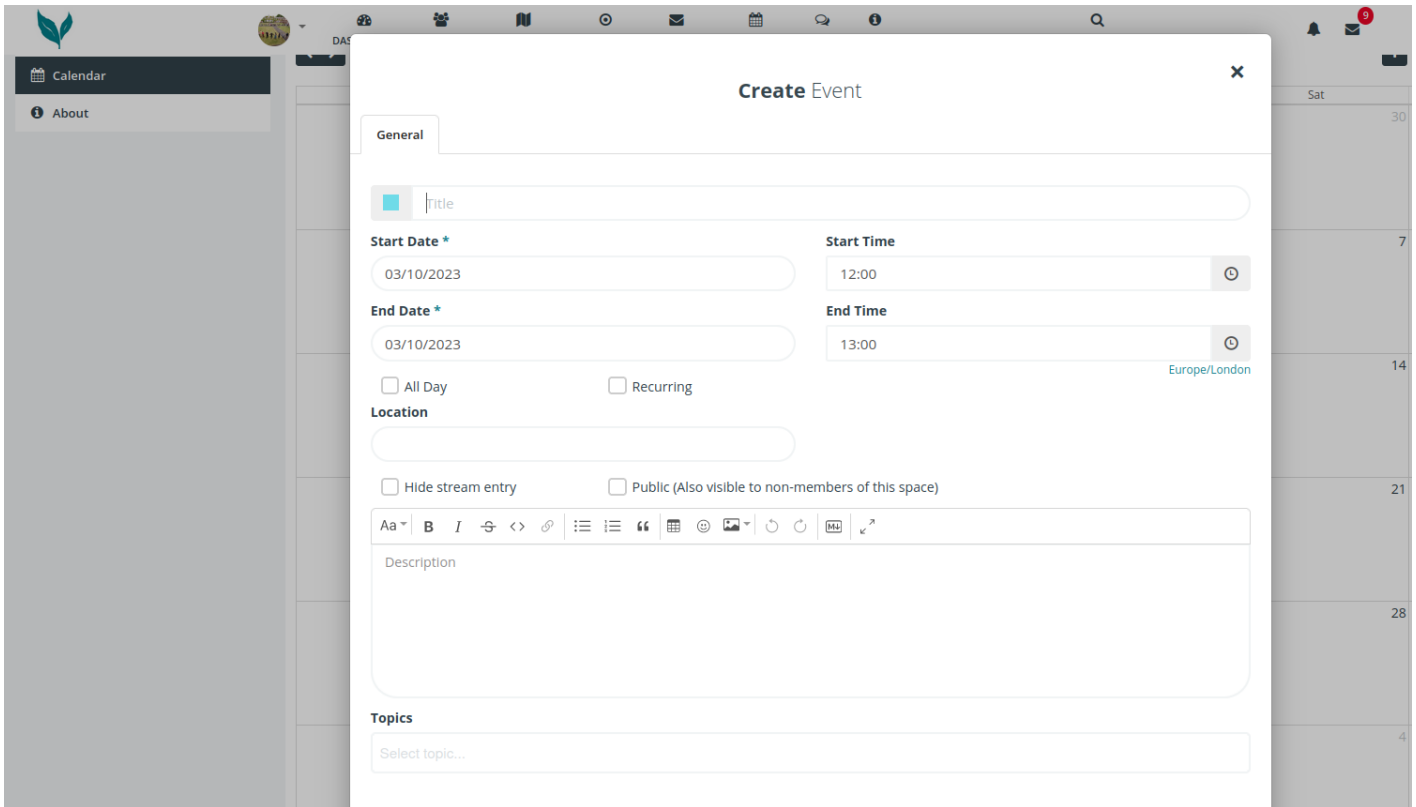 9
DAS
Calendar
About
Sat
30
7
14
21
28
4
Create Event
General
Title
Start Date *
Start Time
03/10/2023
12:00
End Date *
End Time
03/10/2023
13:00
Europe/London
All Day
Recurring
Location
Hide stream entry
Public (Also visible to non-members of this space)
Aa
B I S
M
Description
Topics
Select topic...